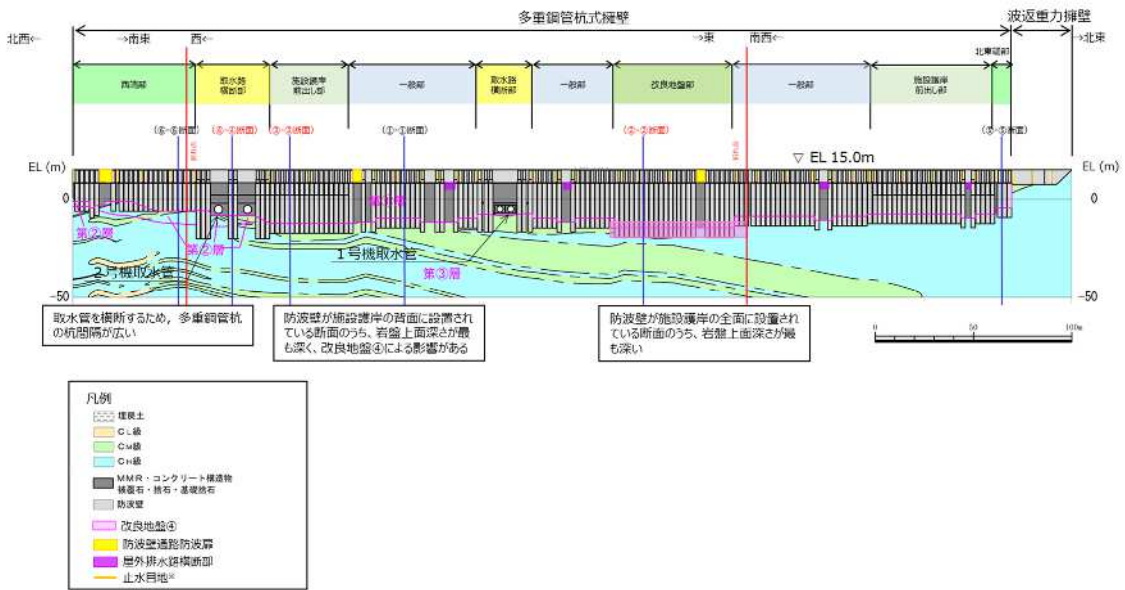 多重鋼管杭式擁壁
波返重力擁壁
北西←
→南東
西←
→東
南西←
→北東
北東端部
西端部
取水路
横断部
施設護岸
前出し部
一般部
取水路
横断部
一般部
改良地盤部
一般部
施設護岸
前出し部
(⑥-⑥断面)
(④-④断面)
(③-③断面)
(①-①断面)
(②-②断面)
(⑤-⑤断面)
EL (m)
▽ EL 15.0m
EL (m)
0
0
第②層
第②層
2号機取水管
1号機取水管
第③層
-50
-50
取水管を横断するため，多重鋼管杭
の杭間隔が広い
防波壁が施設護岸の背面に設置され
ている断面のうち、岩盤上面深さが最
も深く、改良地盤④による影響がある
防波壁が施設護岸の全面に設置され
ている断面のうち、岩盤上面深さが最
も深い
0 50 100m
凡例
埋戻土
CL級
CM級
CH級
MMR・コンクリート構造物
被覆石・捨石・基礎捨石
防波壁
改良地盤④
防波壁通路防波扉
屋外排水路横断部
止水目地※